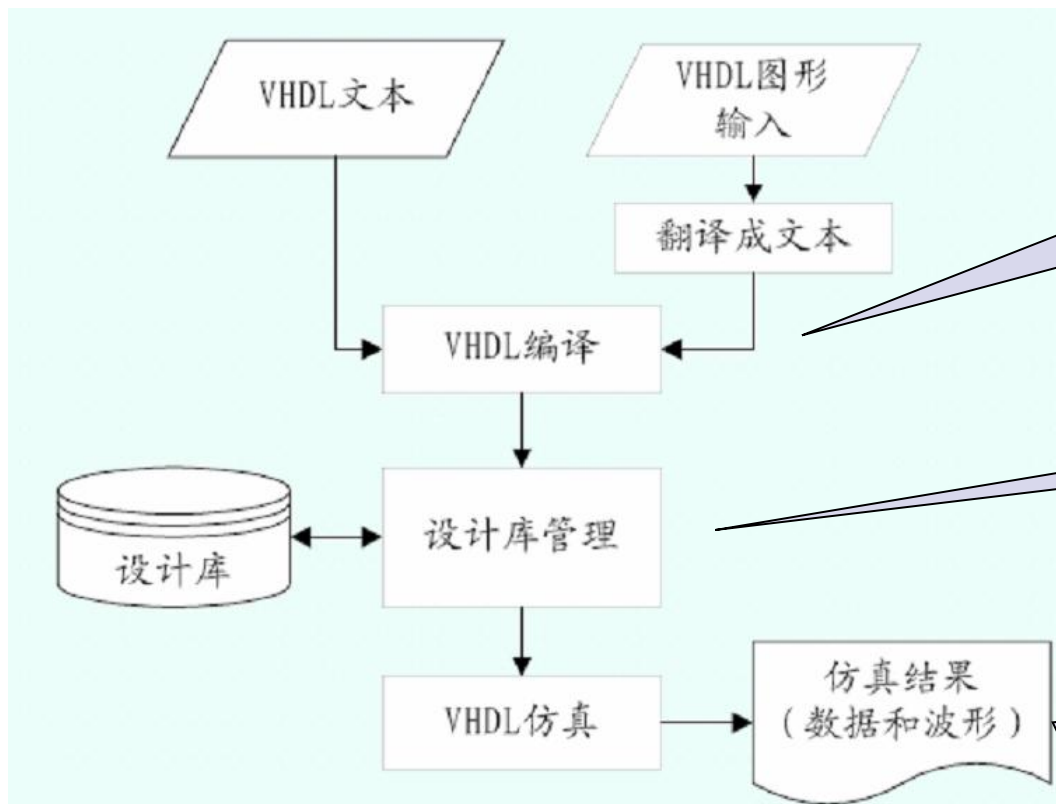 VHDL文本
VHDL图形
输入
翻译成文本
VHDL编译
设计库
设计库管理
VHDL仿真
仿真结果
(数据和波形)